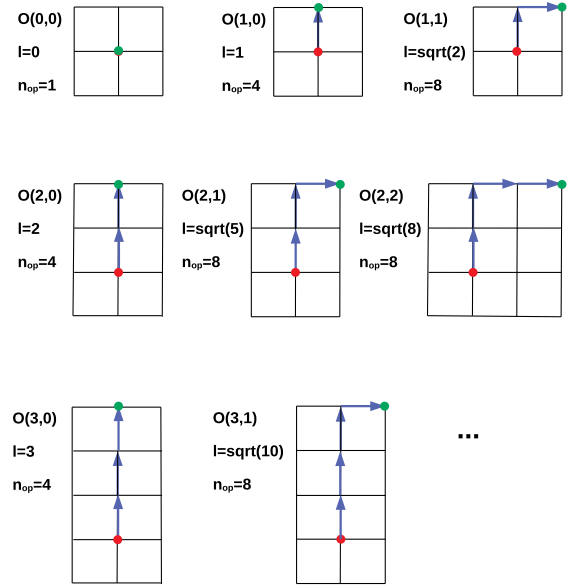 O(0,0)
l=0
nop=1
O(1,0)
l=1
nop=4
O(1,1)
l=sqrt(2)
nop=8
O(2,0)
l=2
nop=4
O(2,1)
l=sqrt(5)
nop=8
O(2,2)
l=sqrt(8)
nop=8
O(3,0)
l=3
nop=4
O(3,1)
l=sqrt(10)
nop=8
...